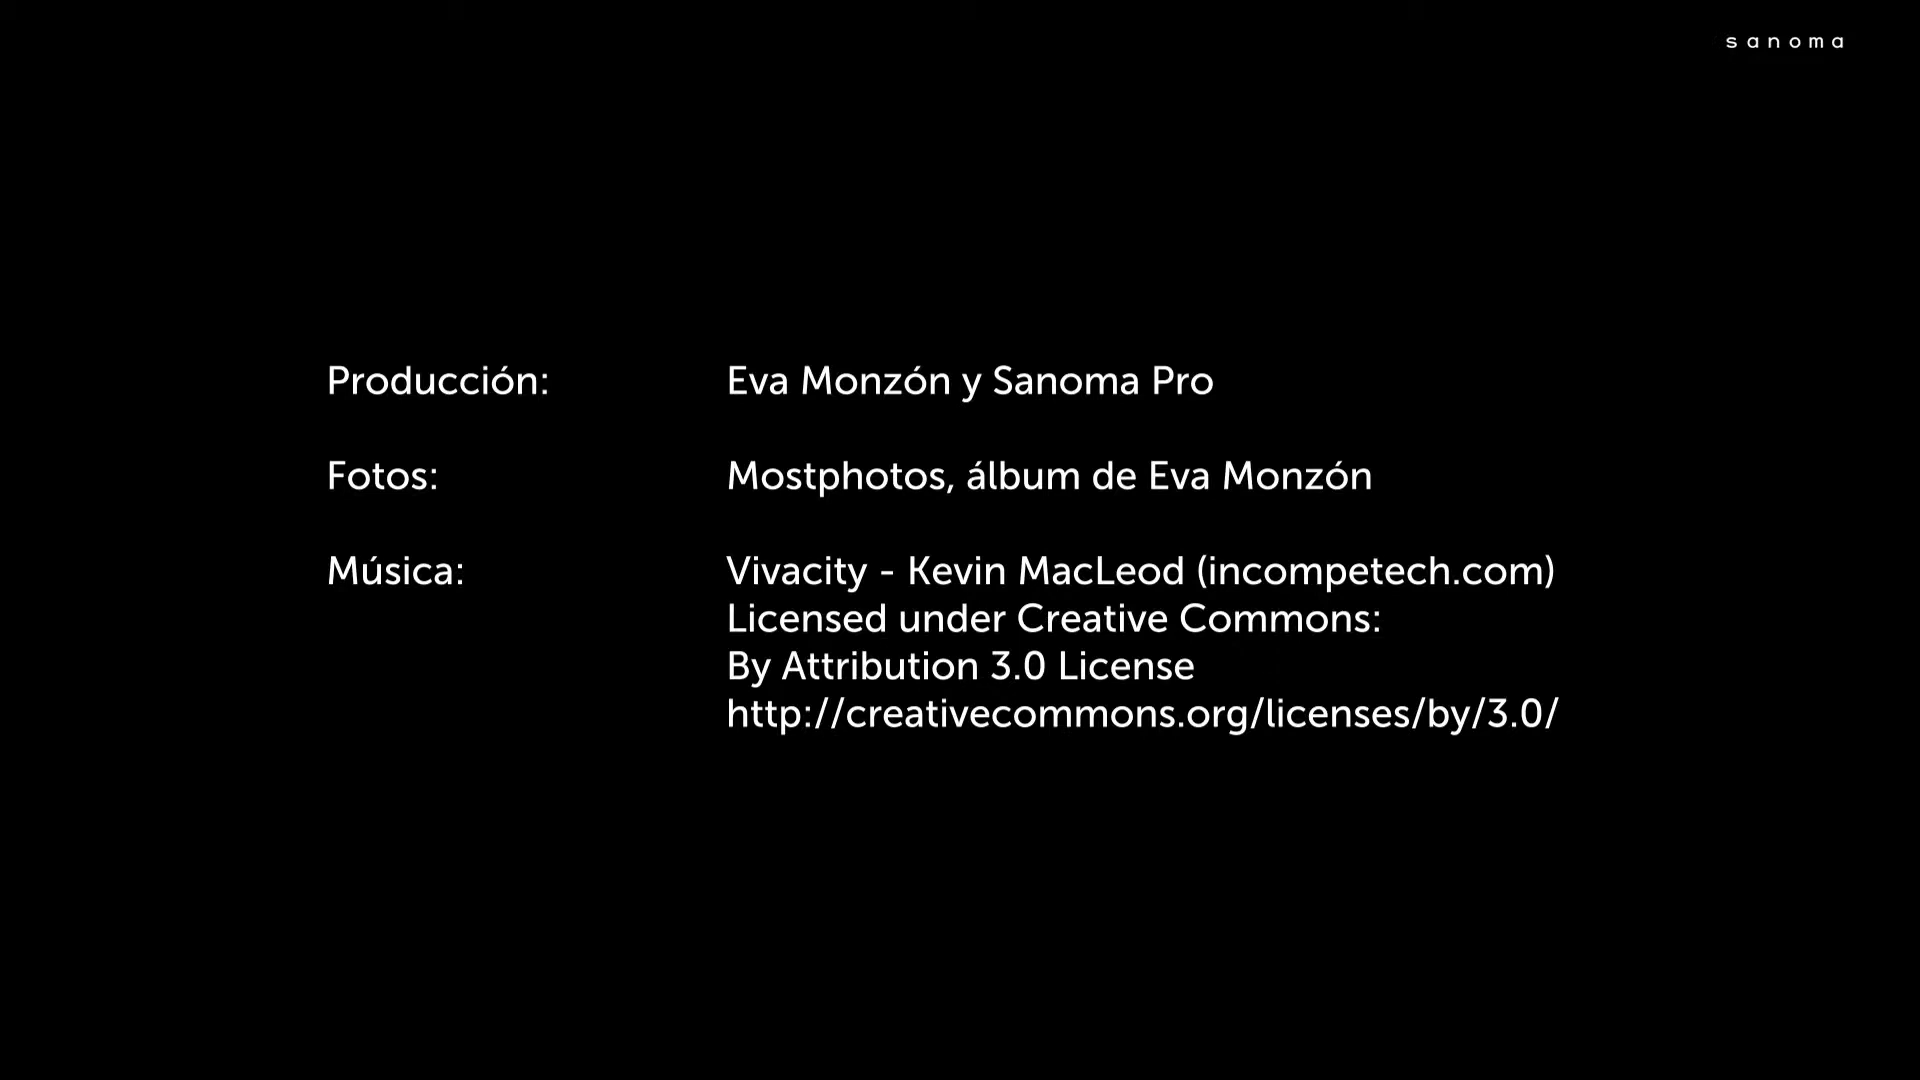 sanoma
Producción: Eva Monzón y Sanoma Pro
Fotos: Mostphotos, álbum de Eva Monzón
Música: Vivacity - Kevin MacLeod (incompetech.com)
Licensed under Creative Commons:
By Attribution 3.0 License
http://creativecommons.org/licenses/by/3.0/